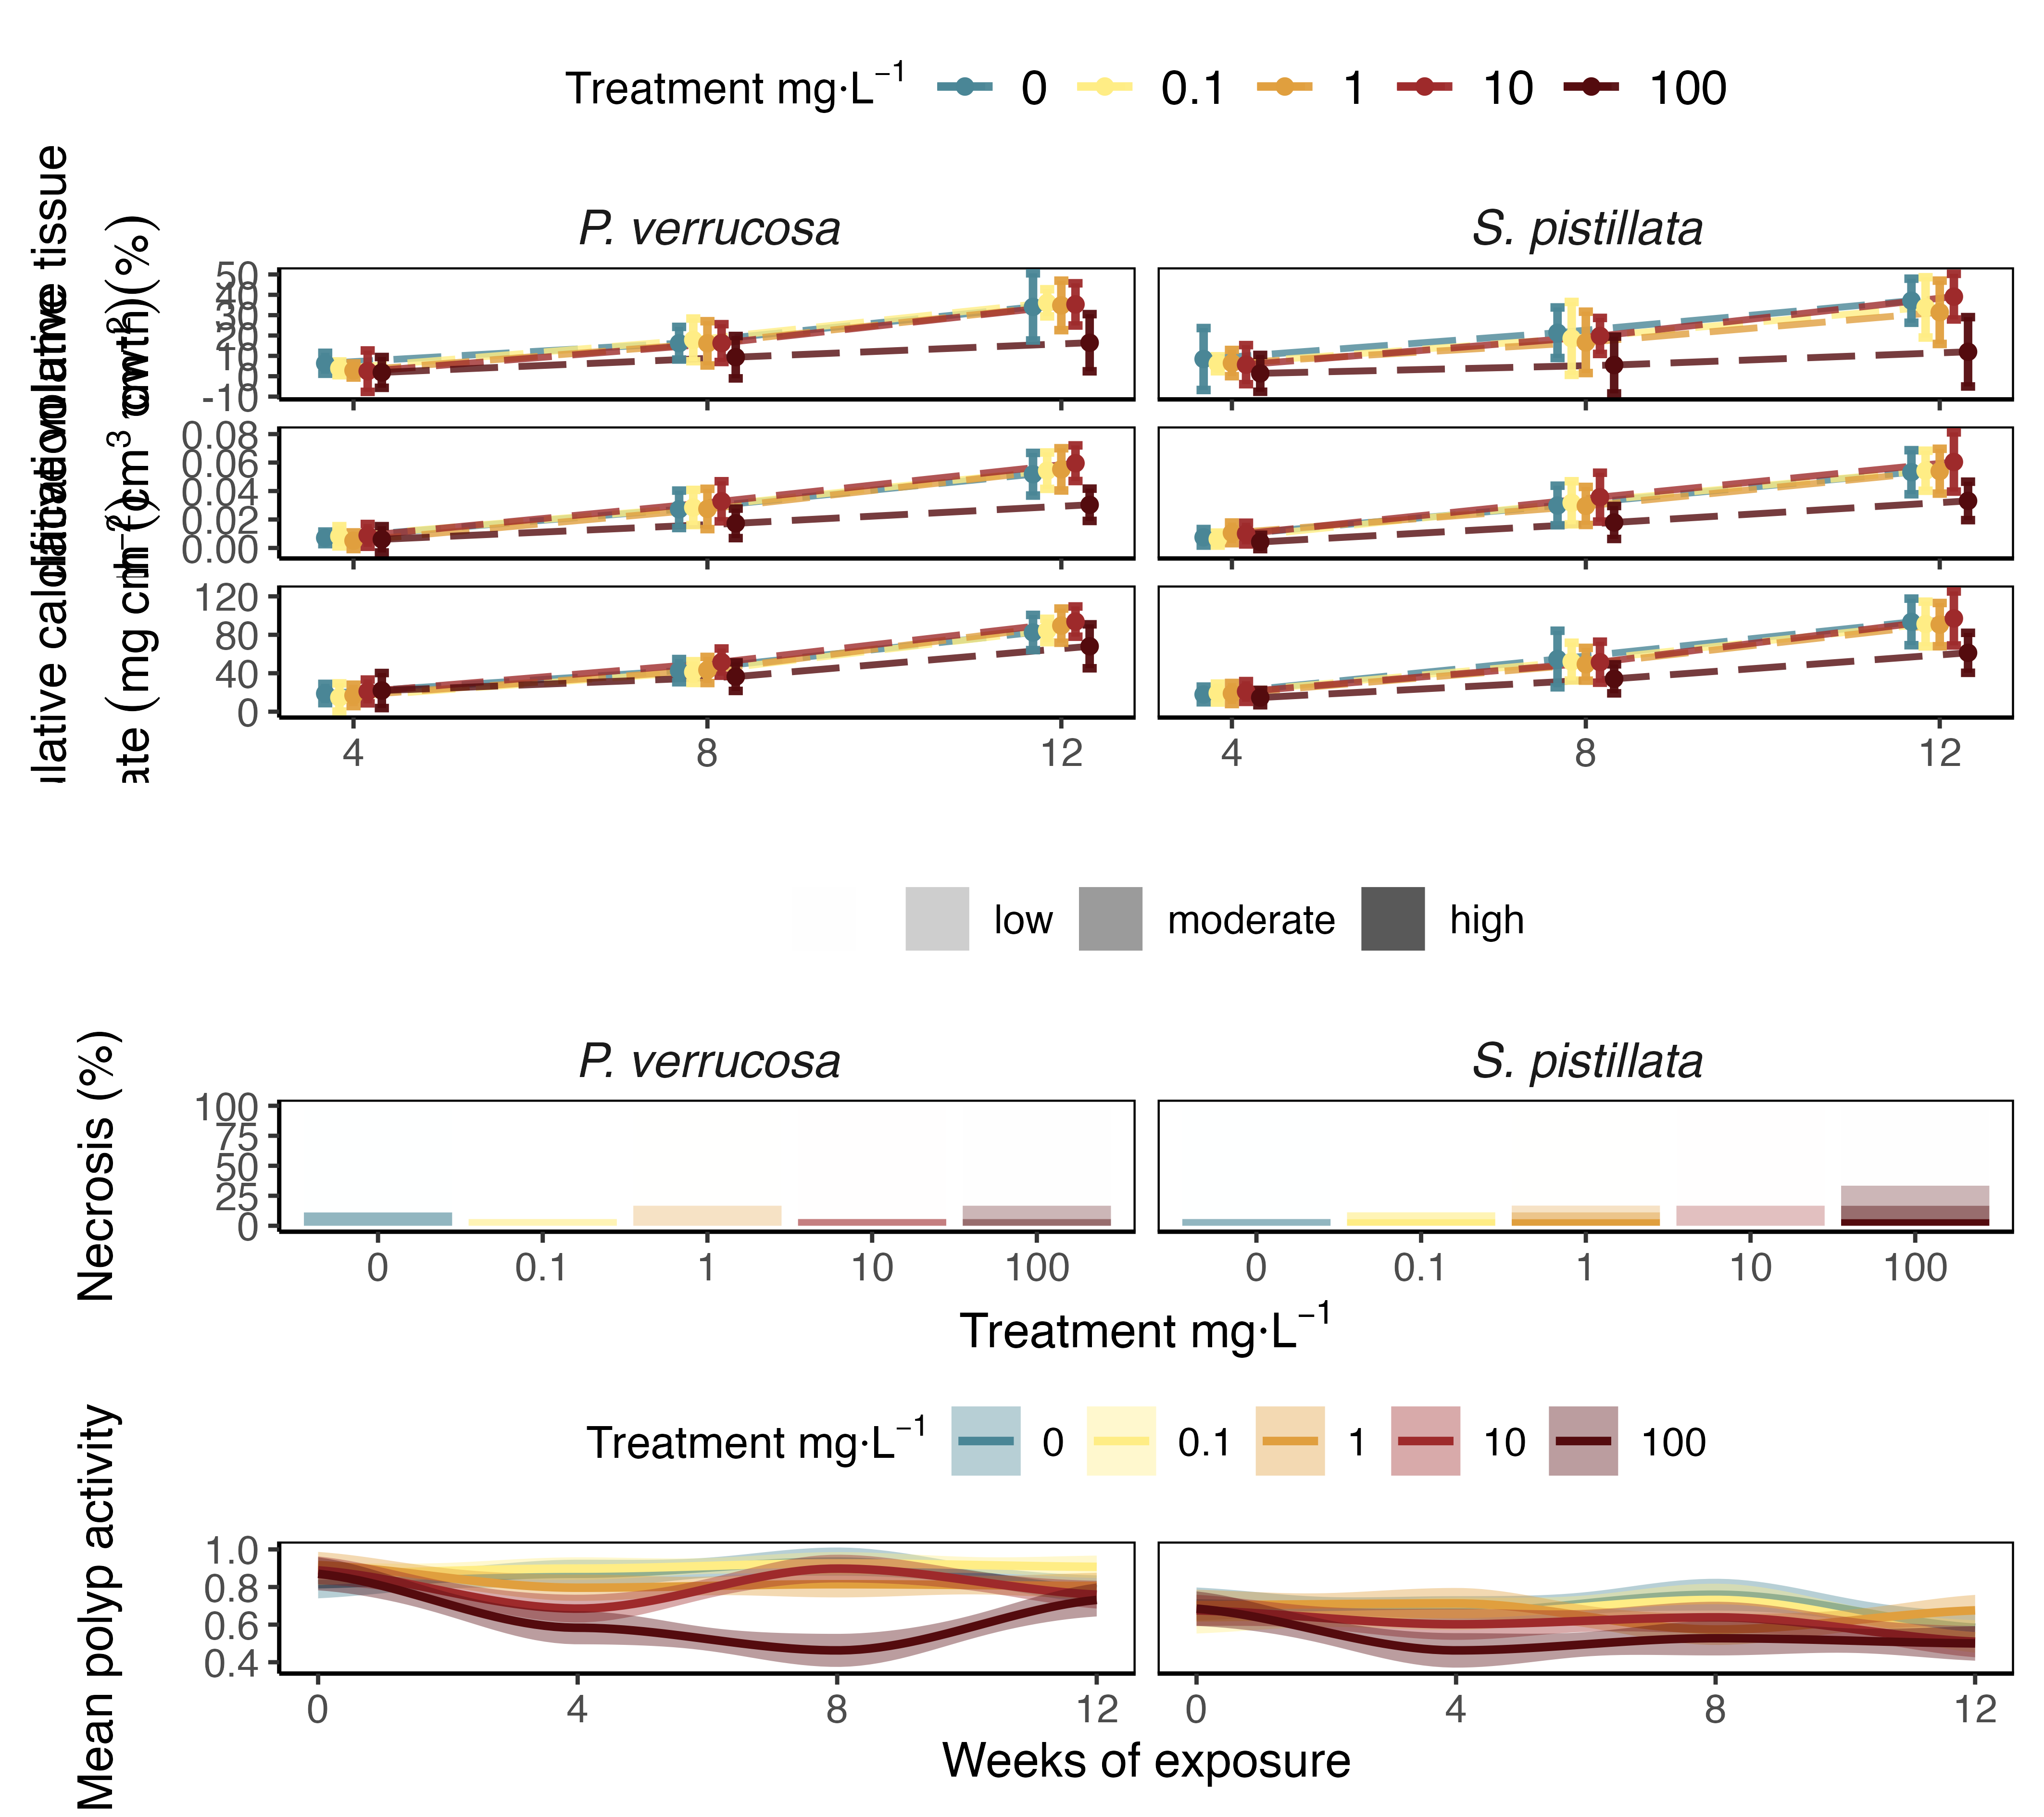 Treatment mg·L⁻¹ 0 0.1 1 10 100
P. verrucosa S. pistillata
50
40
30
20
10
0
-10
0.08
0.06
0.04
0.02
0.00
120
80
40
0
4 8 12 4 8 12
low moderate high
Necrosis (%)
P. verrucosa S. pistillata
100
75
50
25
0
0 0.1 1 10 100 0 0.1 1 10 100
Treatment mg·L⁻¹
Mean polyp activity
Treatment mg·L⁻¹ 0 0.1 1 10 100
1.0
0.8
0.6
0.4
0 4 8 12 0 4 8 12
Weeks of exposure